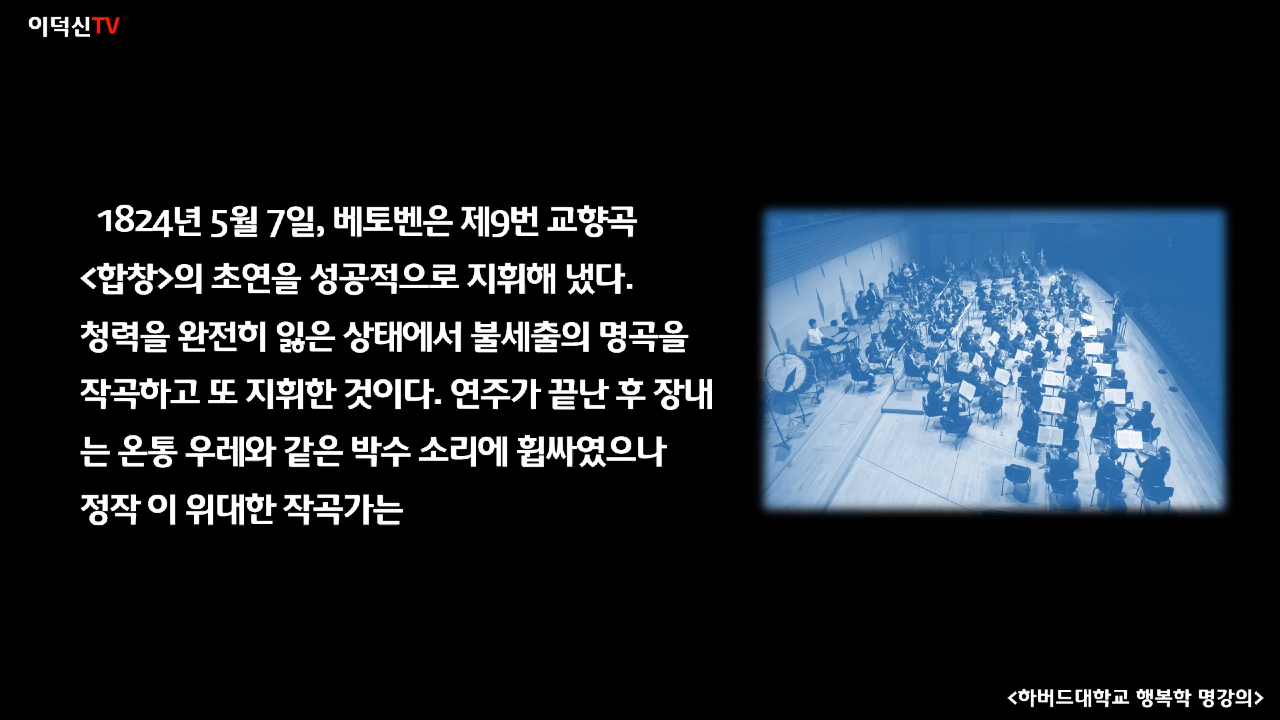 이덕신TV
1824년 5월 7일, 베토벤은 제9번 교향곡
<합창>의 초연을 성공적으로 지휘해 냈다.
청력을 완전히 잃은 상태에서 불세출의 명곡을
작곡하고 또 지휘한 것이다. 연주가 끝난 후 장내
는 온통 우레와 같은 박수 소리에 휩싸였으나
정작 이 위대한 작곡가는
<하버드대학교 행복학 명강의>